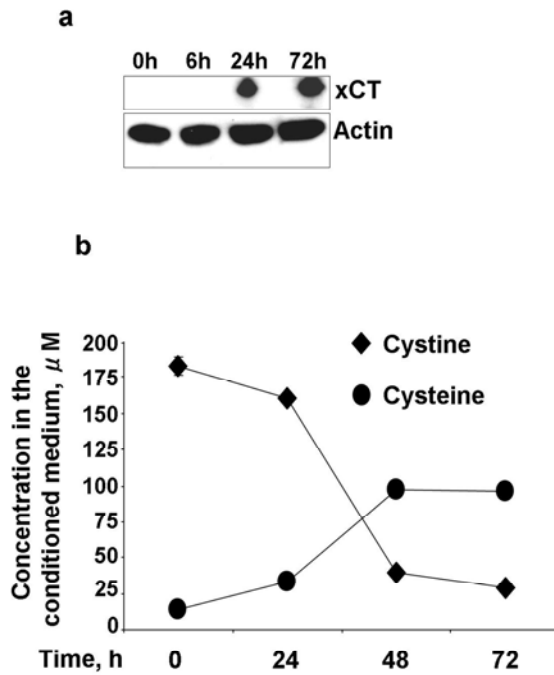 a
0h 6h 24h 72h
xCT
Actin
b
Concentration in the
conditioned medium, μ M
200
175
150
125
100
75
50
25
0
Cystine
Cysteine
Time, h 0 24 48 72